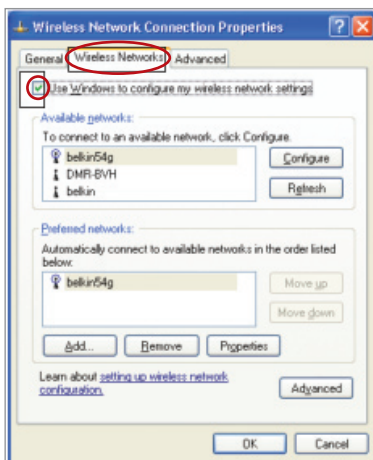 Wireless Network Connection Properties
General Wireless Networks Advanced
Use Windows to configure my wireless network settings
Available networks:
To connect to an available network, click Configure.
belkin54g
Configure
DMR-BVH
belkin
Refresh
Preferred networks:
Automatically connect to available networks in the order listed
below:
belkin54g
Move up
Move down
Add... Remove Properties
Learn about setting up wireless network
configuration.
Advanced
OK Cancel